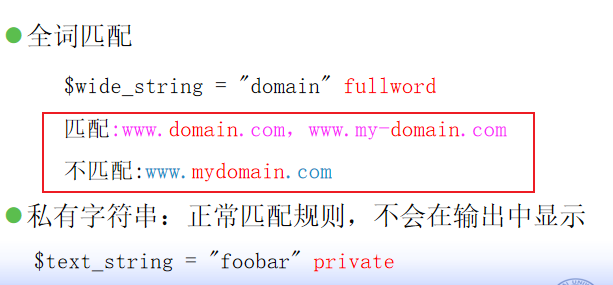 全词匹配
$wide_string = "domain" fullword
匹配:www.domain.com, www.my-domain.com
不匹配:www.mydomain.com
私有字符串: 正常匹配规则, 不会在输出中显示
$text_string = "foobar" private